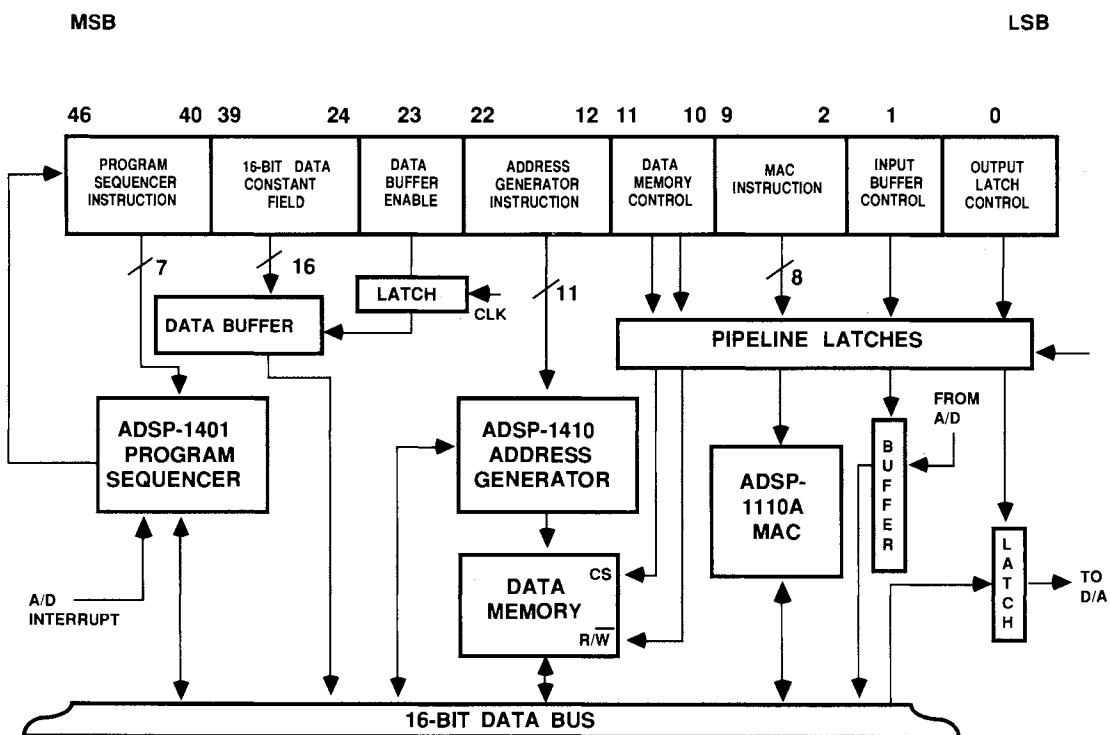 MSB
LSB
46 40 39 24 23 22 12 11 10 9 2 1 0
PROGRAM
SEQUENCER
INSTRUCTION
16-BIT DATA
CONSTANT
FIELD
DATA
BUFFER
ENABLE
ADDRESS
GENERATOR
INSTRUCTION
DATA
MEMORY
CONTROL
MAC
INSTRUCTION
INPUT
BUFFER
CONTROL
OUTPUT
LATCH
CONTROL
7
16
11
8
LATCH
CLK
DATA BUFFER
PIPELINE LATCHES
ADSP-1401
PROGRAM
SEQUENCER
ADSP-1410
ADDRESS
GENERATOR
ADSP-
1110A
MAC
FROM
A/D
BUFFER
LATCH
TO
D/A
DATA
MEMORY
CS
R/W̅
A/D
INTERRUPT
16-BIT DATA BUS